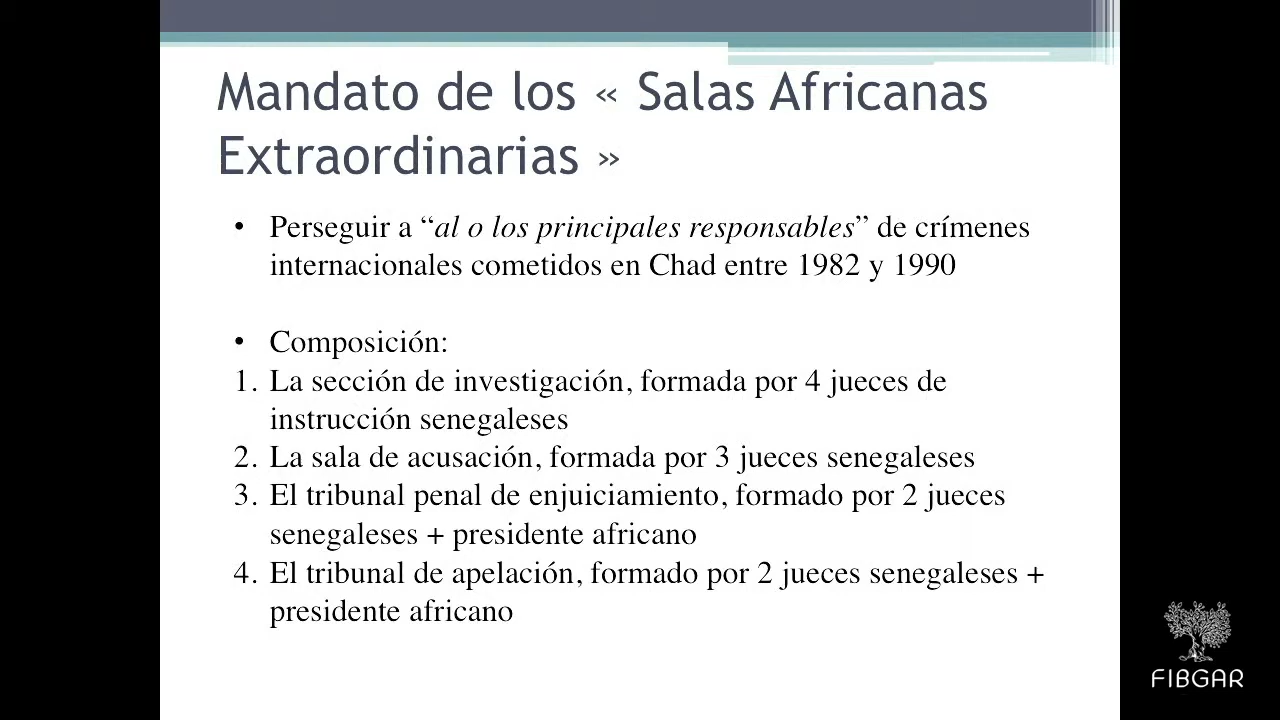 Mandato de los « Salas Africanas
Extraordinarias »
• Perseguir a “al o los principales responsables” de crímenes
internacionales cometidos en Chad entre 1982 y 1990
• Composición:
1. La sección de investigación, formada por 4 jueces de
instrucción senegaleses
2. La sala de acusación, formada por 3 jueces senegaleses
3. El tribunal penal de enjuiciamiento, formado por 2 jueces
senegaleses + presidente africano
4. El tribunal de apelación, formado por 2 jueces senegaleses +
presidente africano
FIBGAR